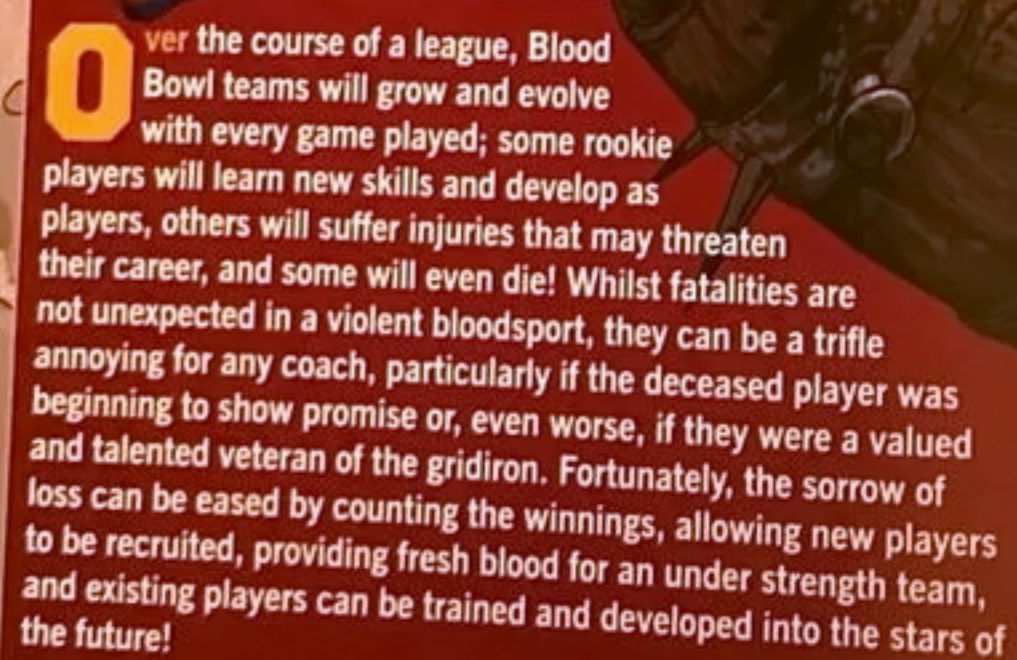 Over the course of a league, Blood
Bowl teams will grow and evolve
with every game played; some rookie
players will learn new skills and develop as
players, others will suffer injuries that may threaten
their career, and some will even die! Whilst fatalities are
not unexpected in a violent bloodsport, they can be a trifle
annoying for any coach, particularly if the deceased player was
beginning to show promise or, even worse, if they were a valued
and talented veteran of the gridiron. Fortunately, the sorrow of
loss can be eased by counting the winnings, allowing new players
to be recruited, providing fresh blood for an under strength team,
and existing players can be trained and developed into the stars of
the future!